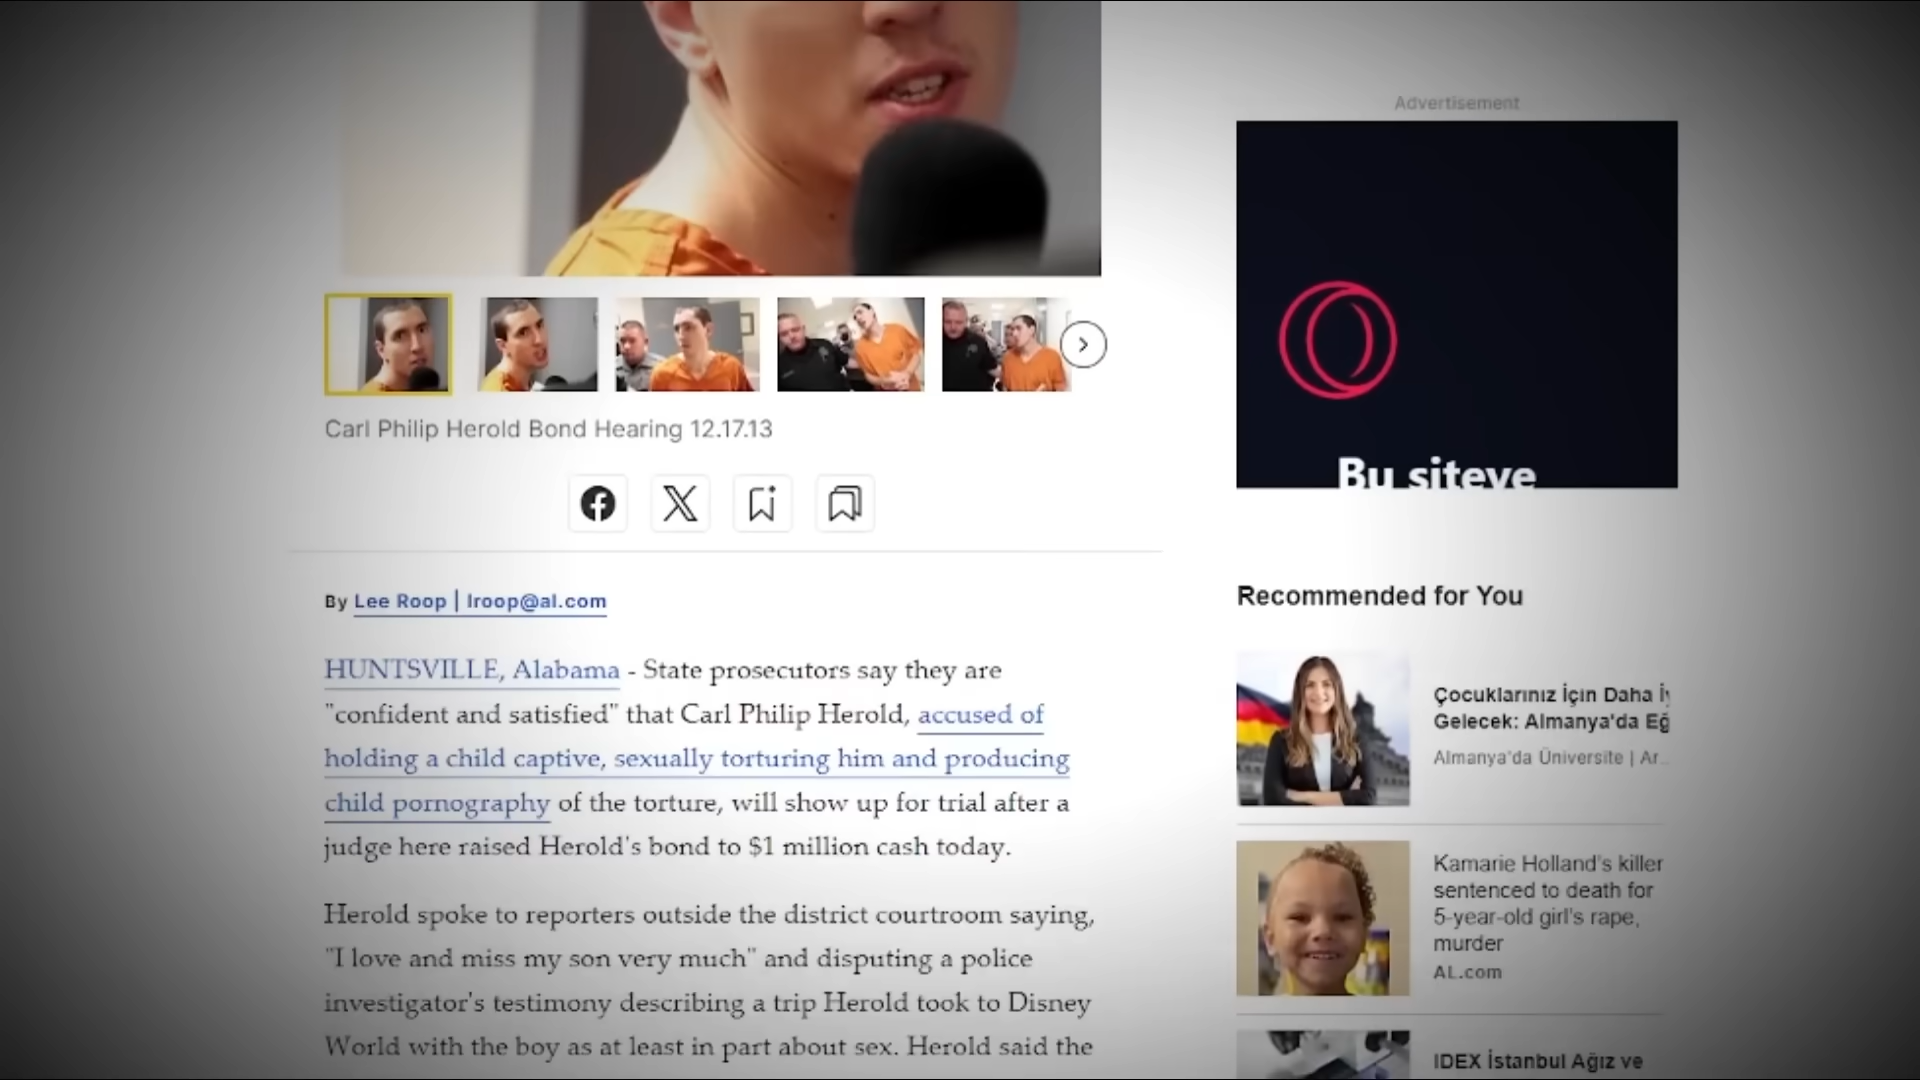 Advertisement
Bu siteye
Carl Philip Herold Bond Hearing 12.17.13
By Lee Roop | lroop@al.com
HUNTSVILLE, Alabama - State prosecutors say they are
"confident and satisfied" that Carl Philip Herold, accused of
holding a child captive, sexually torturing him and producing
child pornography of the torture, will show up for trial after a
judge here raised Herold's bond to $1 million cash today.
Herold spoke to reporters outside the district courtroom saying,
"I love and miss my son very much" and disputing a police
investigator's testimony describing a trip Herold took to Disney
World with the boy as at least in part about sex. Herold said the
Recommended for You
Çocuklarınız İçin Daha
Gelecek: Almanya'da
Almanya'da Üniversite | Ar...
Kamarie Holland's killer
sentenced to death for
5-year-old girl's rape,
murder
AL.com
IDEX İstanbul Ağız ve